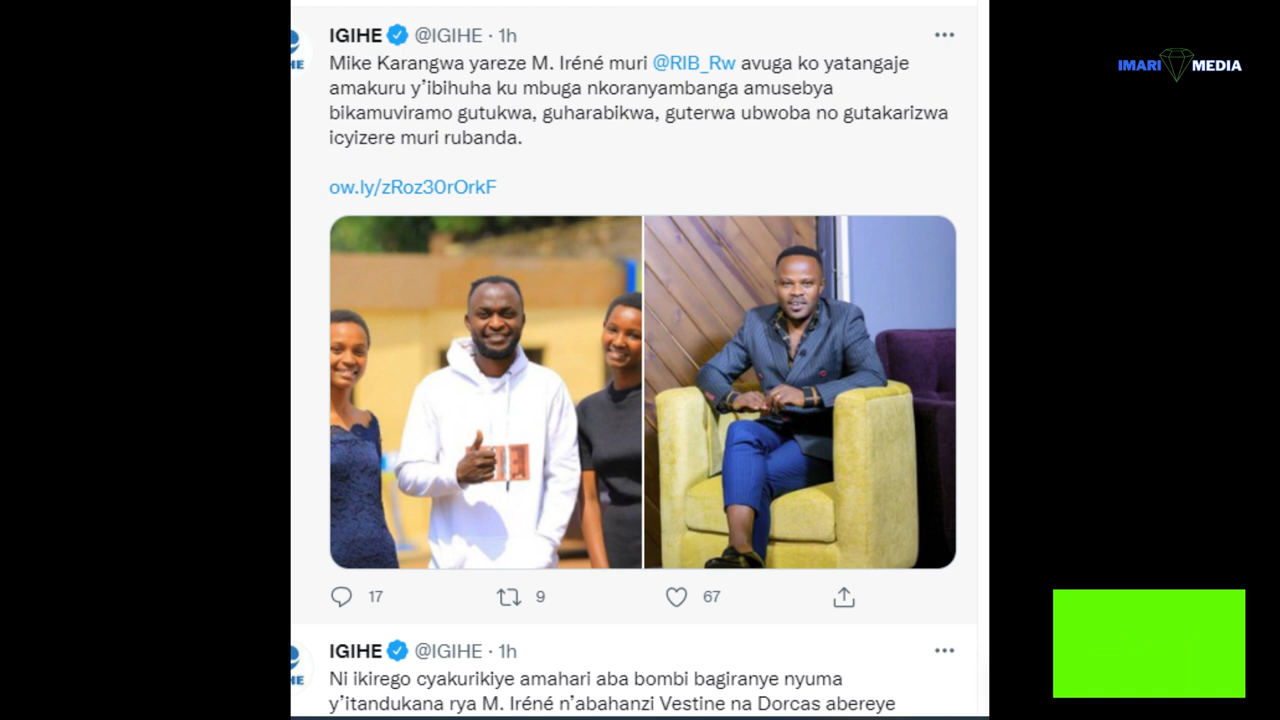 IGIHE @IGIHE · 1h
Mike Karangwa yareze M. Iréné muri @RIB_Rw avuga ko yatangaje
amakuru y’ibihuha ku mbuga nkoranyambanga amusebya
bikamuviramo gutukwa, guharabikwa, guterwa ubwoba no gutakarizwa
icyizere muri rubanda.
ow.ly/zRoz30rOrkF
17 9 67
IGIHE @IGIHE · 1h
Ni ikirego cyakurikiye amahari aba bombi bagiranye nyuma
y’itandukana rya M. Iréné n’abahanzi Vestine na Dorcas abereye
IMARI MEDIA